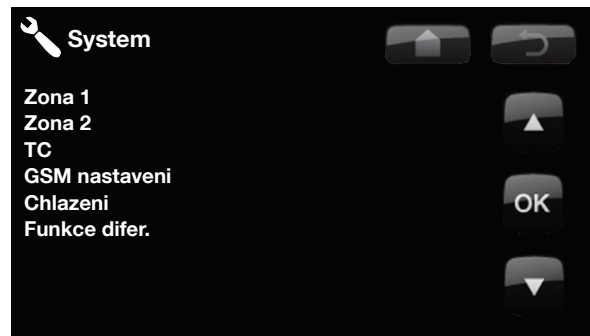 System
Zona 1
Zona 2
TC
GSM nastaveni
Chlazeni
OK
Funkce difer.